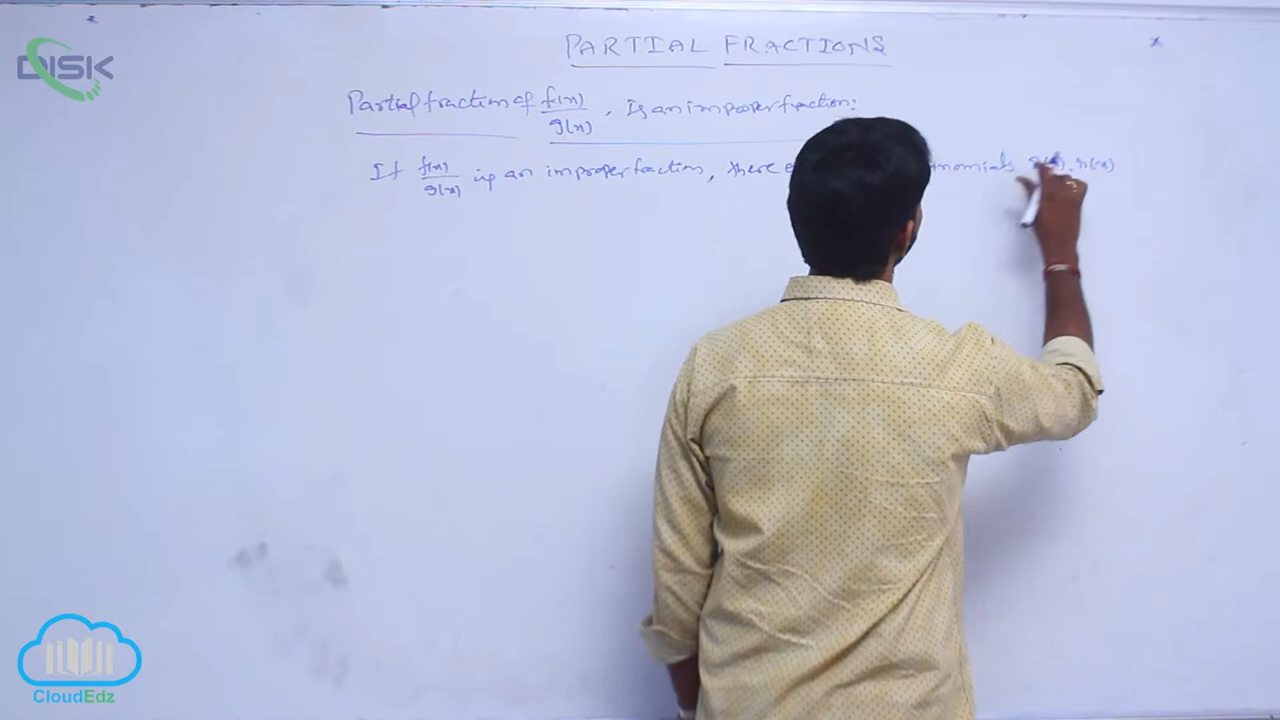 DISK
PARTIAL FRACTIONS
Partial fraction of f(x)/g(x), is an improper fraction:
If f(x)/g(x) is an improper fraction, there
CloudEdz